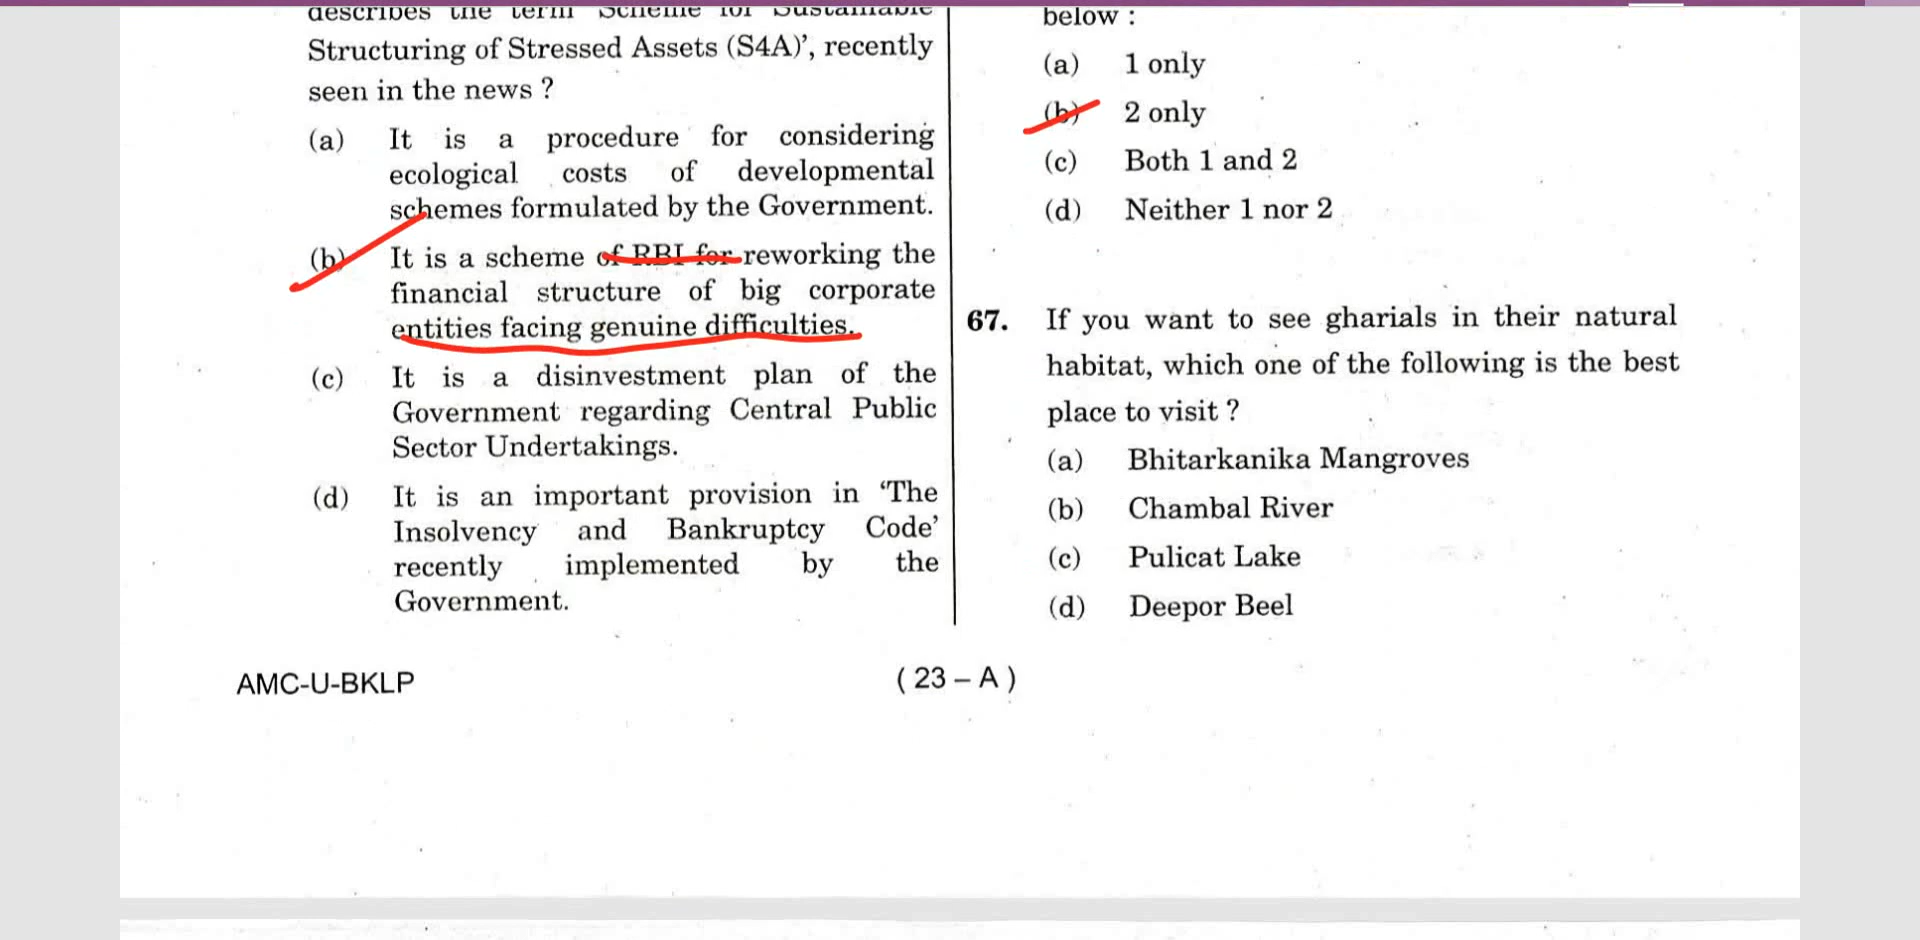 describes the term 'Scheme for Sustainable
Structuring of Stressed Assets (S4A)', recently
seen in the news ?
(a) It is a procedure for considering
ecological costs of developmental
schemes formulated by the Government.
(b) It is a scheme of RBI for reworking the
financial structure of big corporate
entities facing genuine difficulties.
(c) It is a disinvestment plan of the
Government regarding Central Public
Sector Undertakings.
(d) It is an important provision in 'The
Insolvency and Bankruptcy Code'
recently implemented by the
Government.
below :
(a) 1 only
(b) 2 only
(c) Both 1 and 2
(d) Neither 1 nor 2
67. If you want to see gharials in their natural
habitat, which one of the following is the best
place to visit ?
(a) Bhitarkanika Mangroves
(b) Chambal River
(c) Pulicat Lake
(d) Deepor Beel
AMC-U-BKLP
( 23 – A )